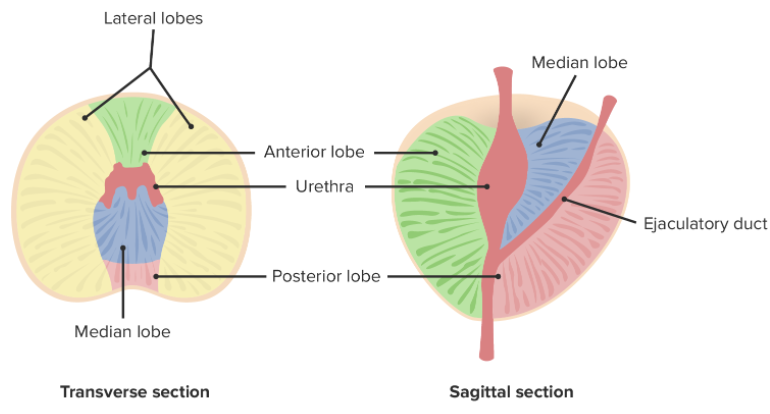 Lateral lobes
Median lobe
Anterior lobe
Urethra
Ejaculatory duct
Posterior lobe
Median lobe
Transverse section
Sagittal section